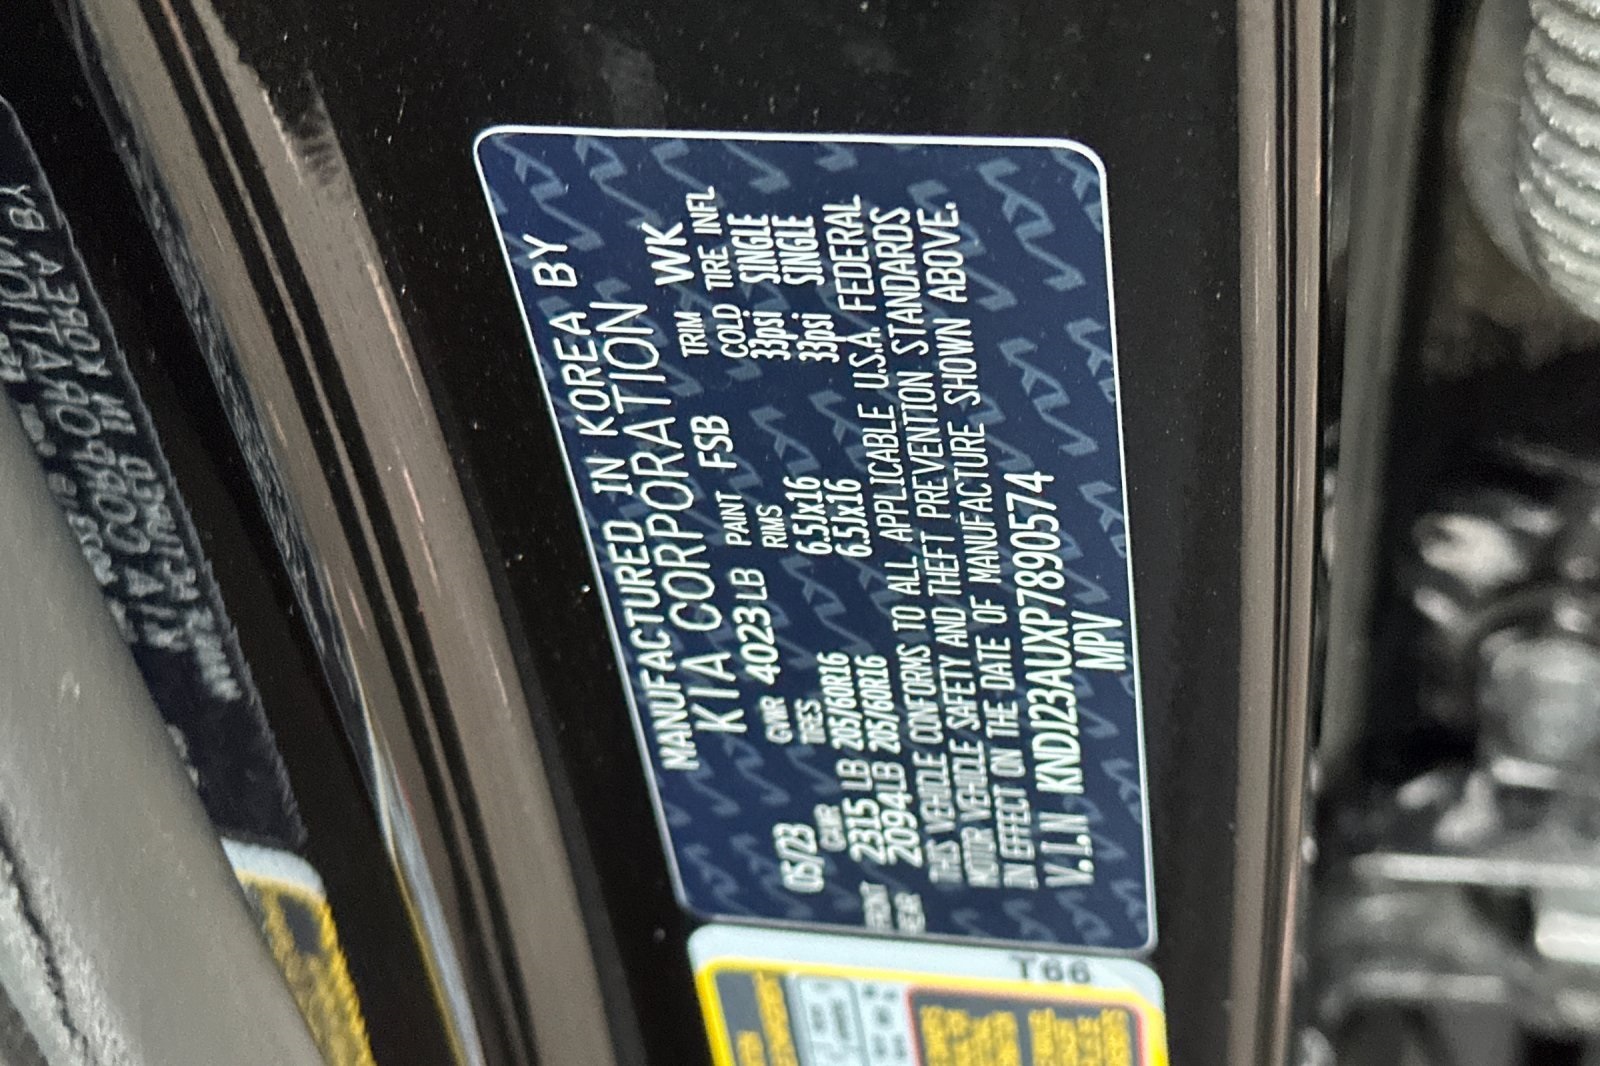 MANUFACTURED IN KOREA BY
KIA CORPORATION
05/23 GVWR 4023LB PAINT FSB TRIM WK
GAWR TIRES RIMS COLD TIRE INFL
FRONT 2315 LB 205/60R16 6.5Jx16 33psi SINGLE
REAR 2094LB 205/60R16 6.5Jx16 33psi SINGLE
THIS VEHICLE CONFORMS TO ALL APPLICABLE U.S.A. FEDERAL
MOTOR VEHICLE SAFETY AND THEFT PREVENTION STANDARDS
IN EFFECT ON THE DATE OF MANUFACTURE SHOWN ABOVE.
V.I.N KNDJ23AUXP7890574
MPV
T66